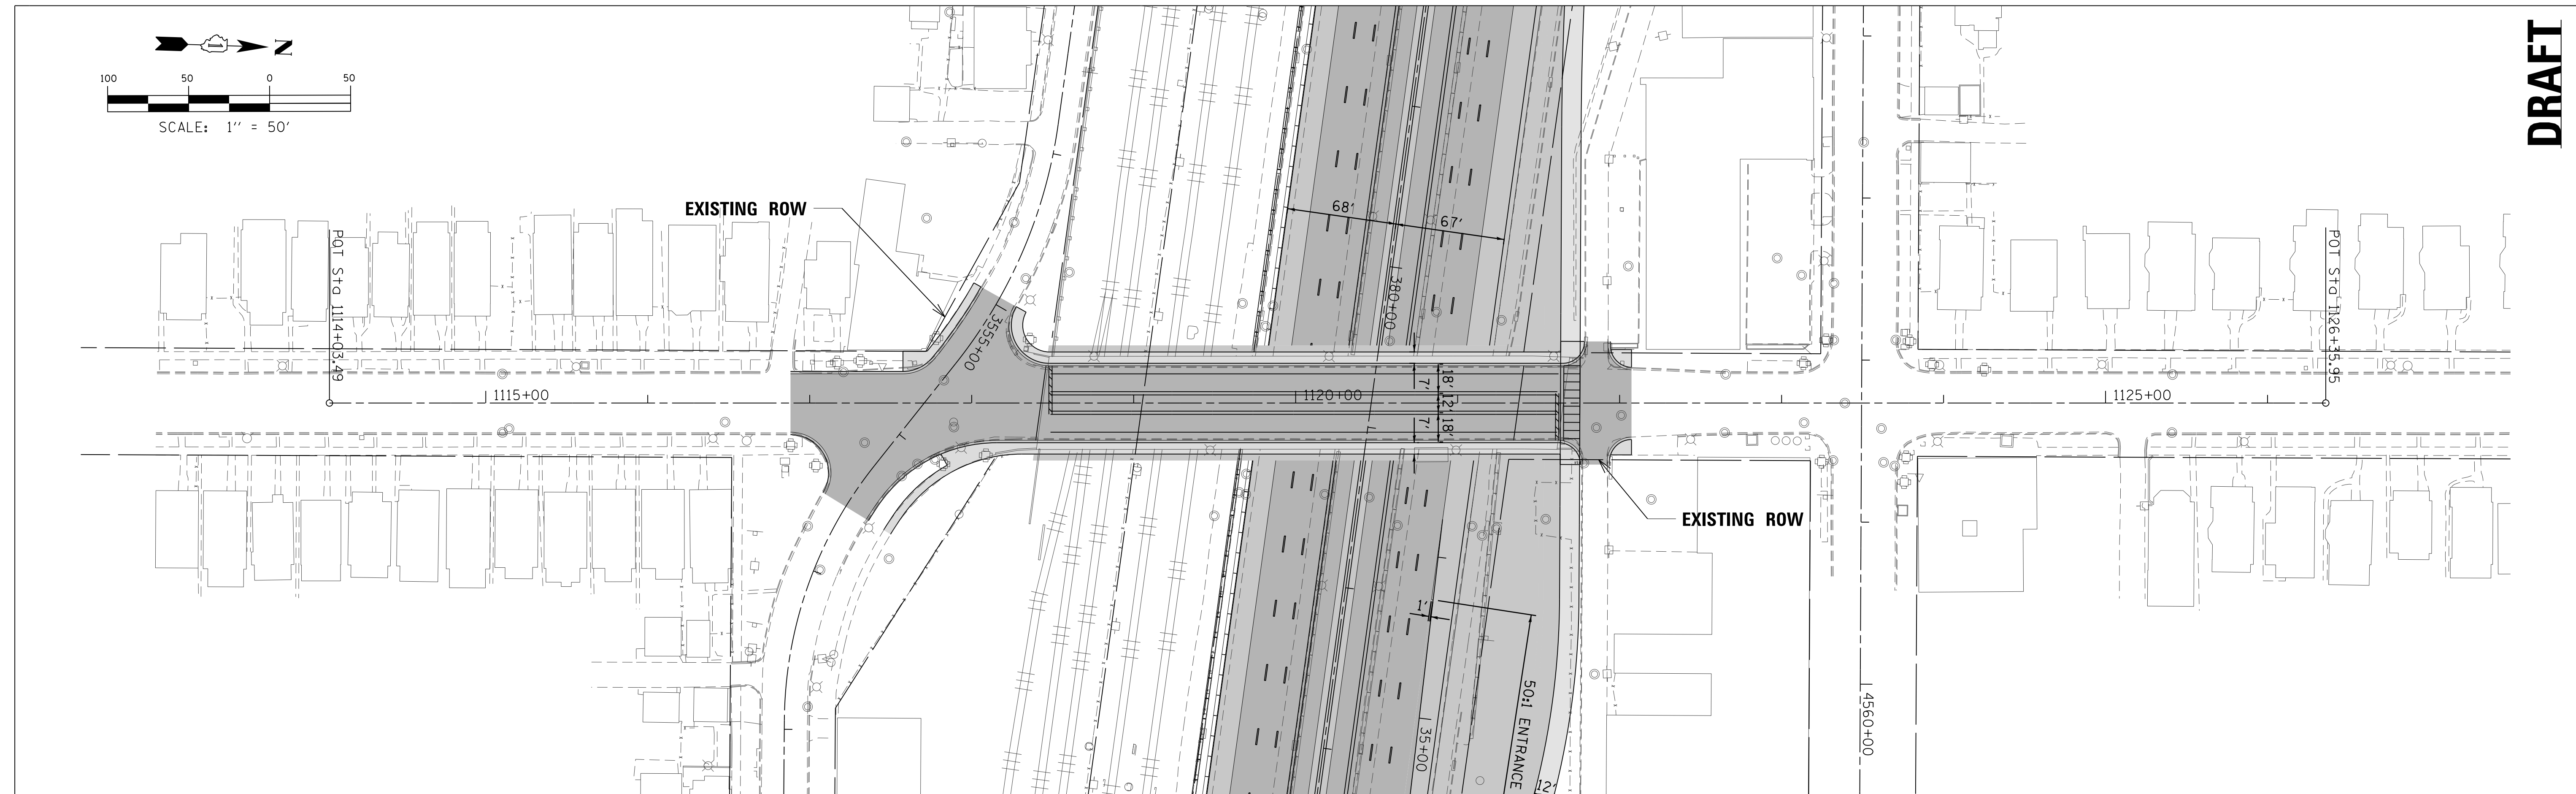 N
100 50 0 50
SCALE: 1'' = 50'
DRAFT
EXISTING ROW
68'
67'
POT Sta 1114+03.49
POT Sta 1126+35.95
380+00
3555+00
1115+00
1120+00
1125+00
18'
7'
12'
7'
18'
EXISTING ROW
1'
50:1 ENTRANCE
35+00
4560+00
12'